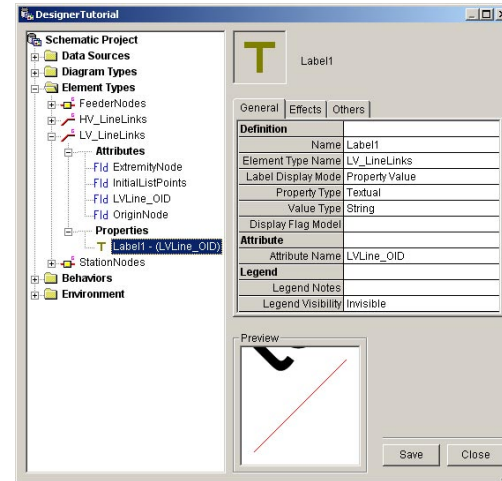 DesignerTutorial
Schematic Project
Data Sources
Diagram Types
Element Types
FeederNodes
HV_LineLinks
LV_LineLinks
Attributes
Fld ExtremityNode
Fld InitialListPoints
Fld LVLine_OID
Fld OriginNode
Properties
T Label1 - (LVLine_OID)
StationNodes
Behaviors
Environment
T Label1
General Effects Others
Definition
Name Label1
Element Type Name LV_LineLinks
Label Display Mode Property Value
Property Type Textual
Value Type String
Display Flag Model
Attribute
Attribute Name LVLine_OID
Legend
Legend Notes
Legend Visibility Invisible
Preview
Save Close